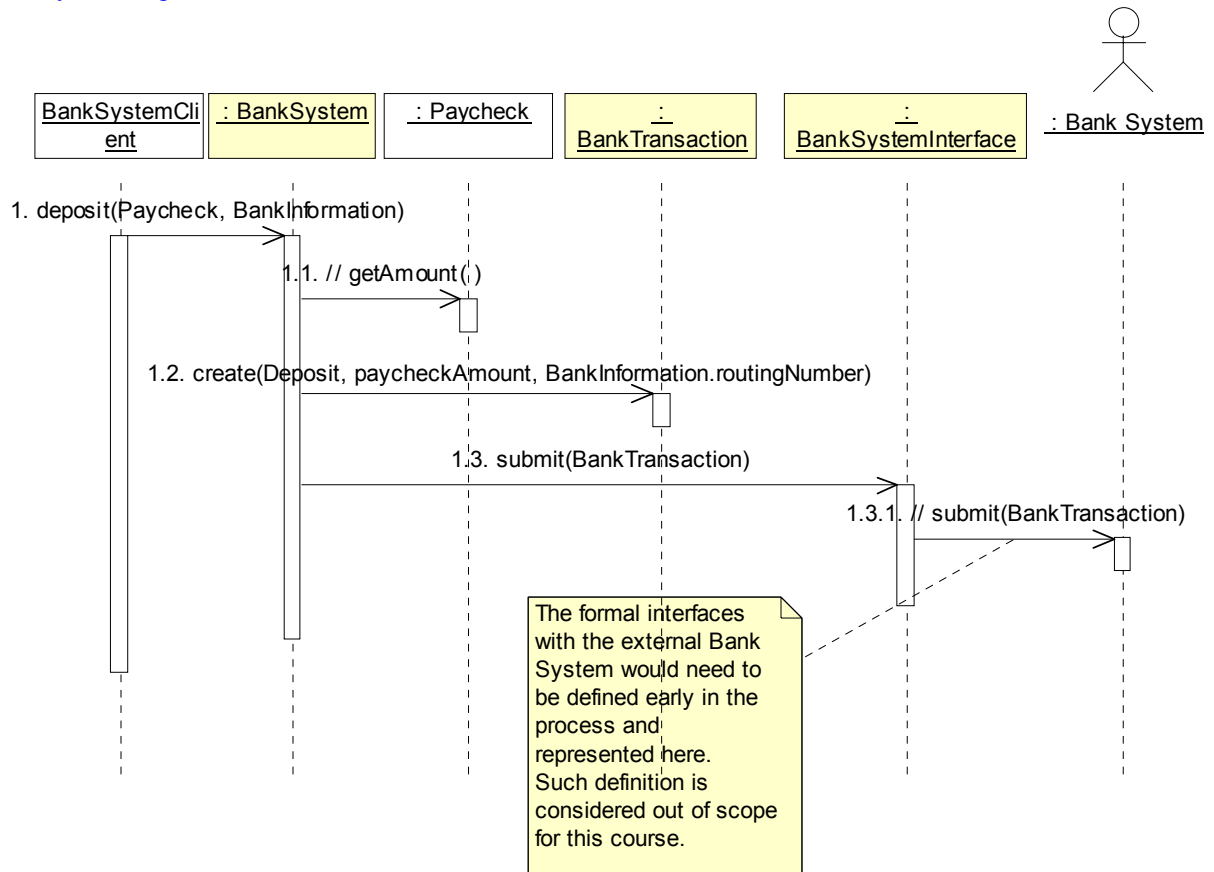 BankSystemCli
ent
: BankSystem
: Paycheck
:
BankTransaction
:
BankSystemInterface
: Bank System
1. deposit(Paycheck, BankInformation)
1.1. // getAmount( )
1.2. create(Deposit, paycheckAmount, BankInformation.routingNumber)
1.3. submit(BankTransaction)
1.3.1. // submit(BankTransaction)
The formal interfaces
with the external Bank
System would need to
be defined early in the
process and
represented here.
Such definition is
considered out of scope
for this course.